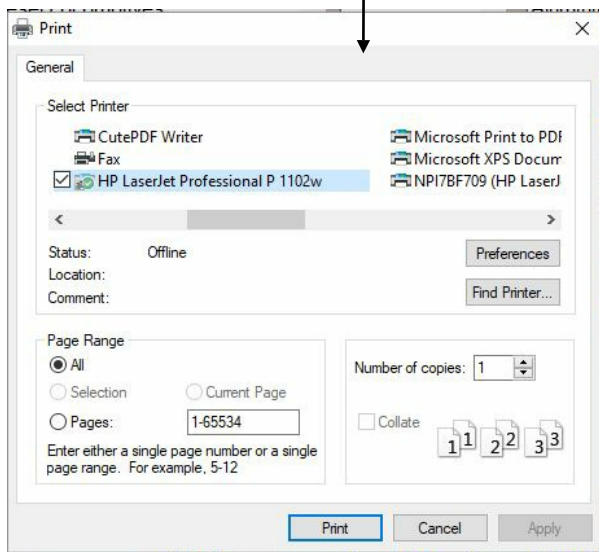 Print
General
Select Printer
CutePDF Writer
Fax
HP LaserJet Professional P 1102w
Microsoft Print to PDF
Microsoft XPS Docum
NPI7BF709 (HP LaserJ
Status: Offline
Location:
Comment:
Preferences
Find Printer...
Page Range
All
Selection
Current Page
Pages: 1-65534
Enter either a single page number or a single
page range. For example, 5-12
Number of copies: 1
Collate
1 1 2 2 3 3
Print Cancel Apply